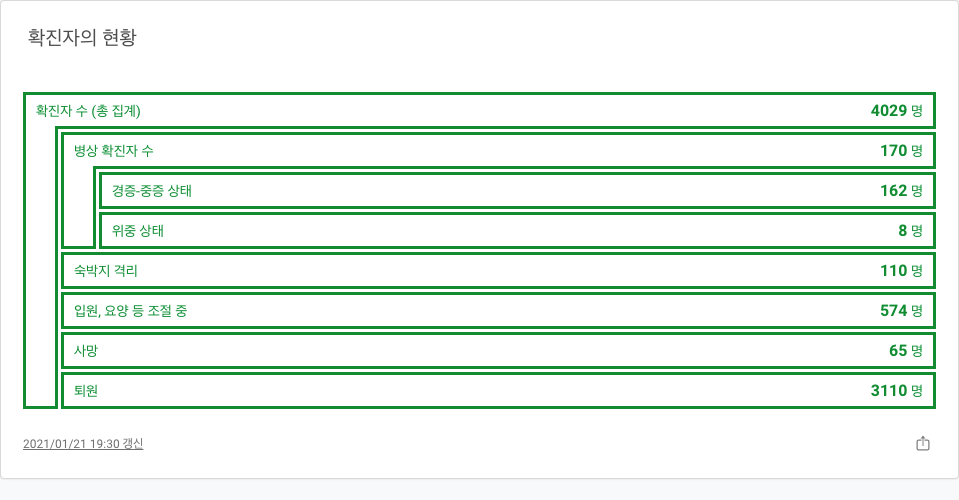 확진자의 현황
확진자 수 (총 집계) 4029 명
병상 확진자 수 170 명
경증-중증 상태 162 명
위중 상태 8 명
숙박지 격리 110 명
입원, 요양 등 조절 중 574 명
사망 65 명
퇴원 3110 명
2021/01/21 19:30 갱신